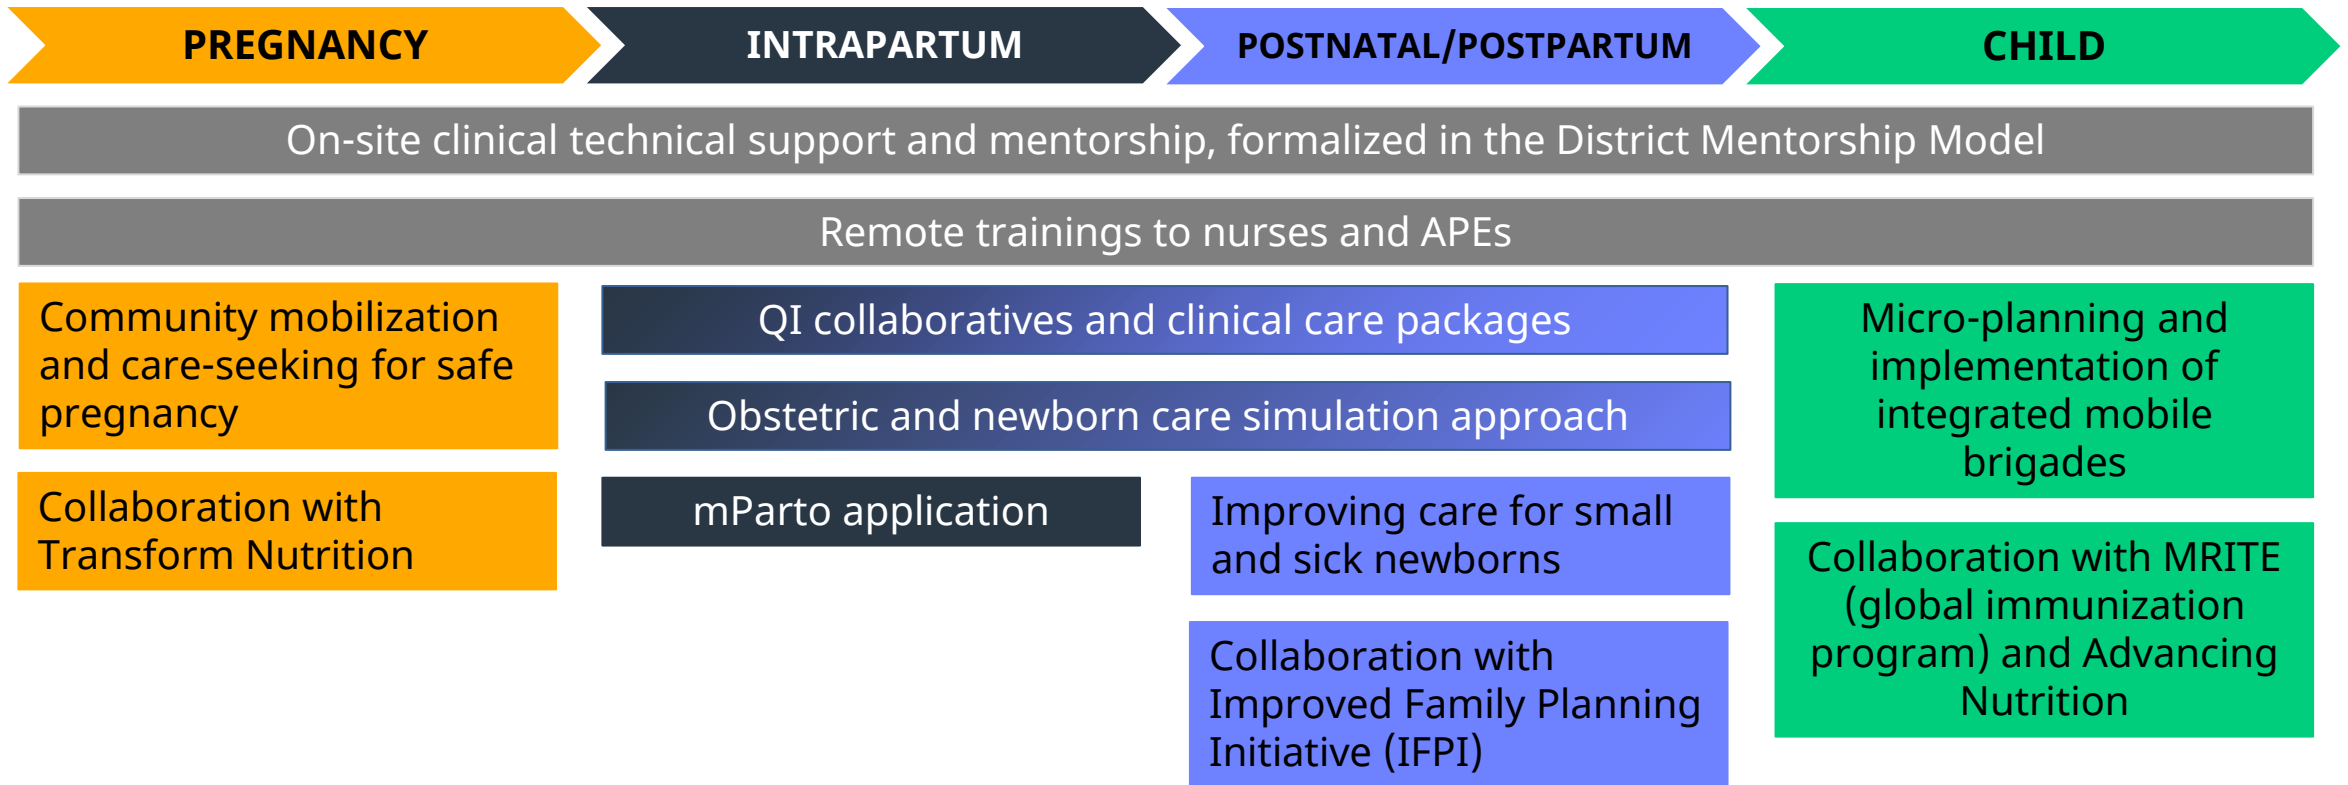 PREGNANCY
INTRAPARTUM
POSTNATAL/POSTPARTUM
CHILD
On-site clinical technical support and mentorship, formalized in the District Mentorship Model
Remote trainings to nurses and APEs
Community mobilization
and care-seeking for safe
pregnancy
Collaboration with
Transform Nutrition
QI collaboratives and clinical care packages
Obstetric and newborn care simulation approach
mParto application
Improving care for small
and sick newborns
Collaboration with
Improved Family Planning
Initiative (IFPI)
Micro-planning and
implementation of
integrated mobile
brigades
Collaboration with MRITE
(global immunization
program) and Advancing
Nutrition